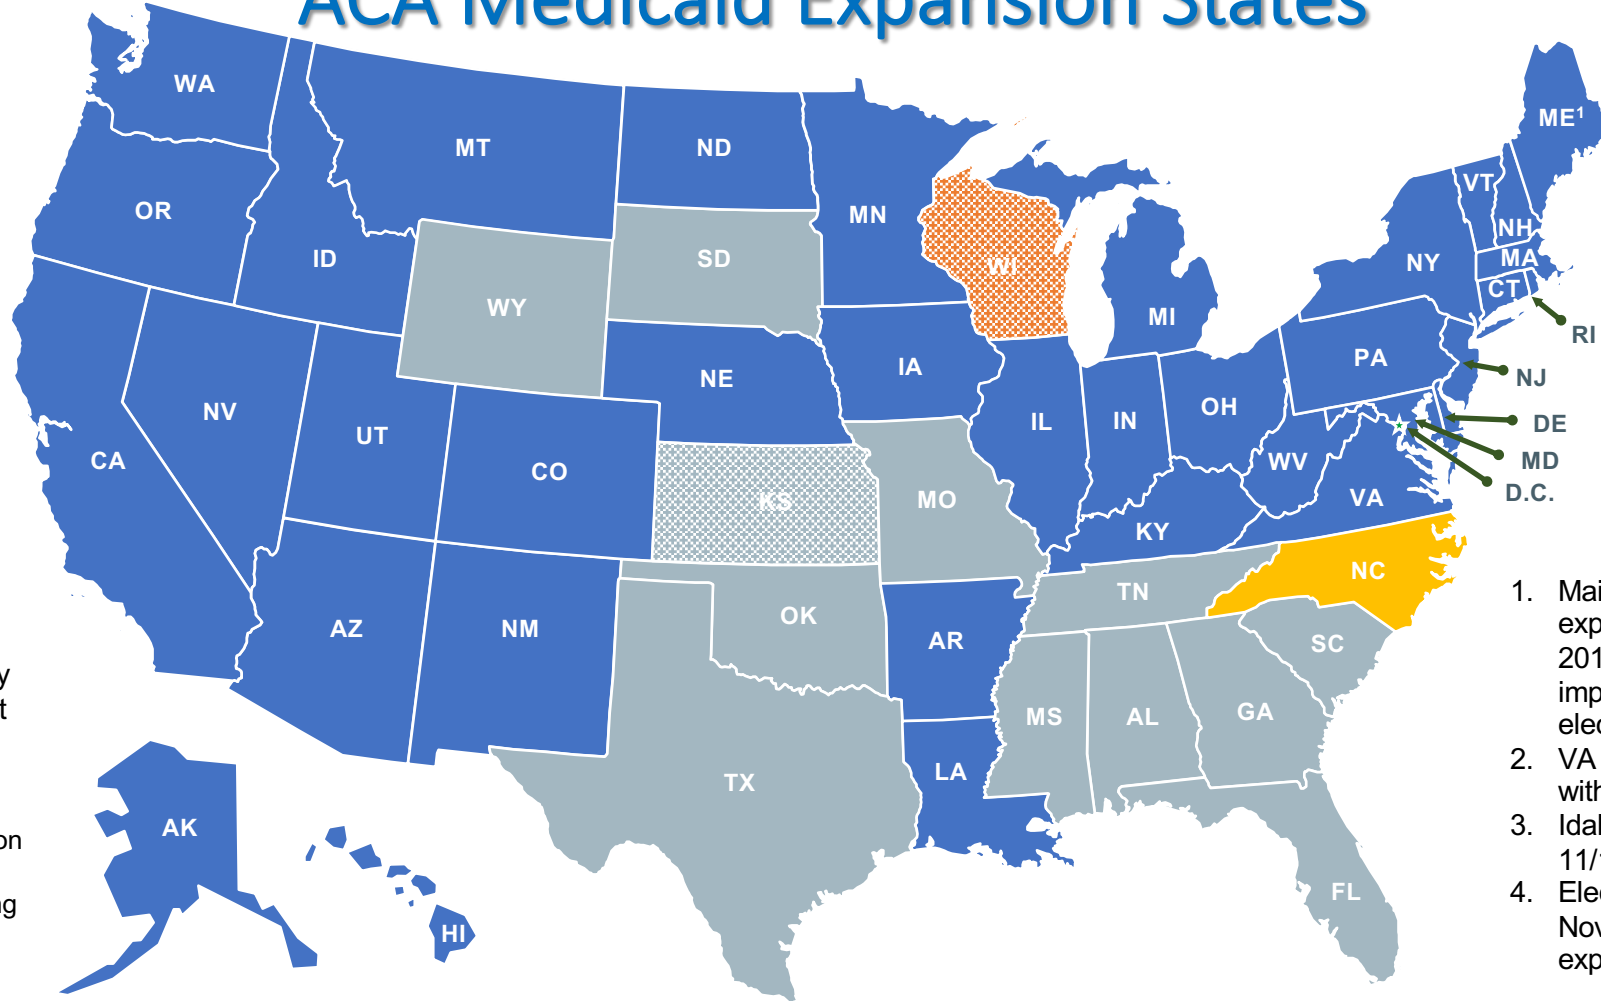 ACA Medicaid Expansion States
WA
MT
ND
MN
ME¹
VT
NH
OR
ID
SD
WI
NY
MA
CT
WY
MI
RI
PA
NE
IA
NJ
NV
UT
IL
IN
OH
DE
CA
CO
WV
MD
KS
MO
VA
D.C.
KY
NC
TN
AZ
NM
OK
AR
SC
MS
AL
GA
TX
LA
AK
FL
HI
1.
2. VA
3.
11/
4.